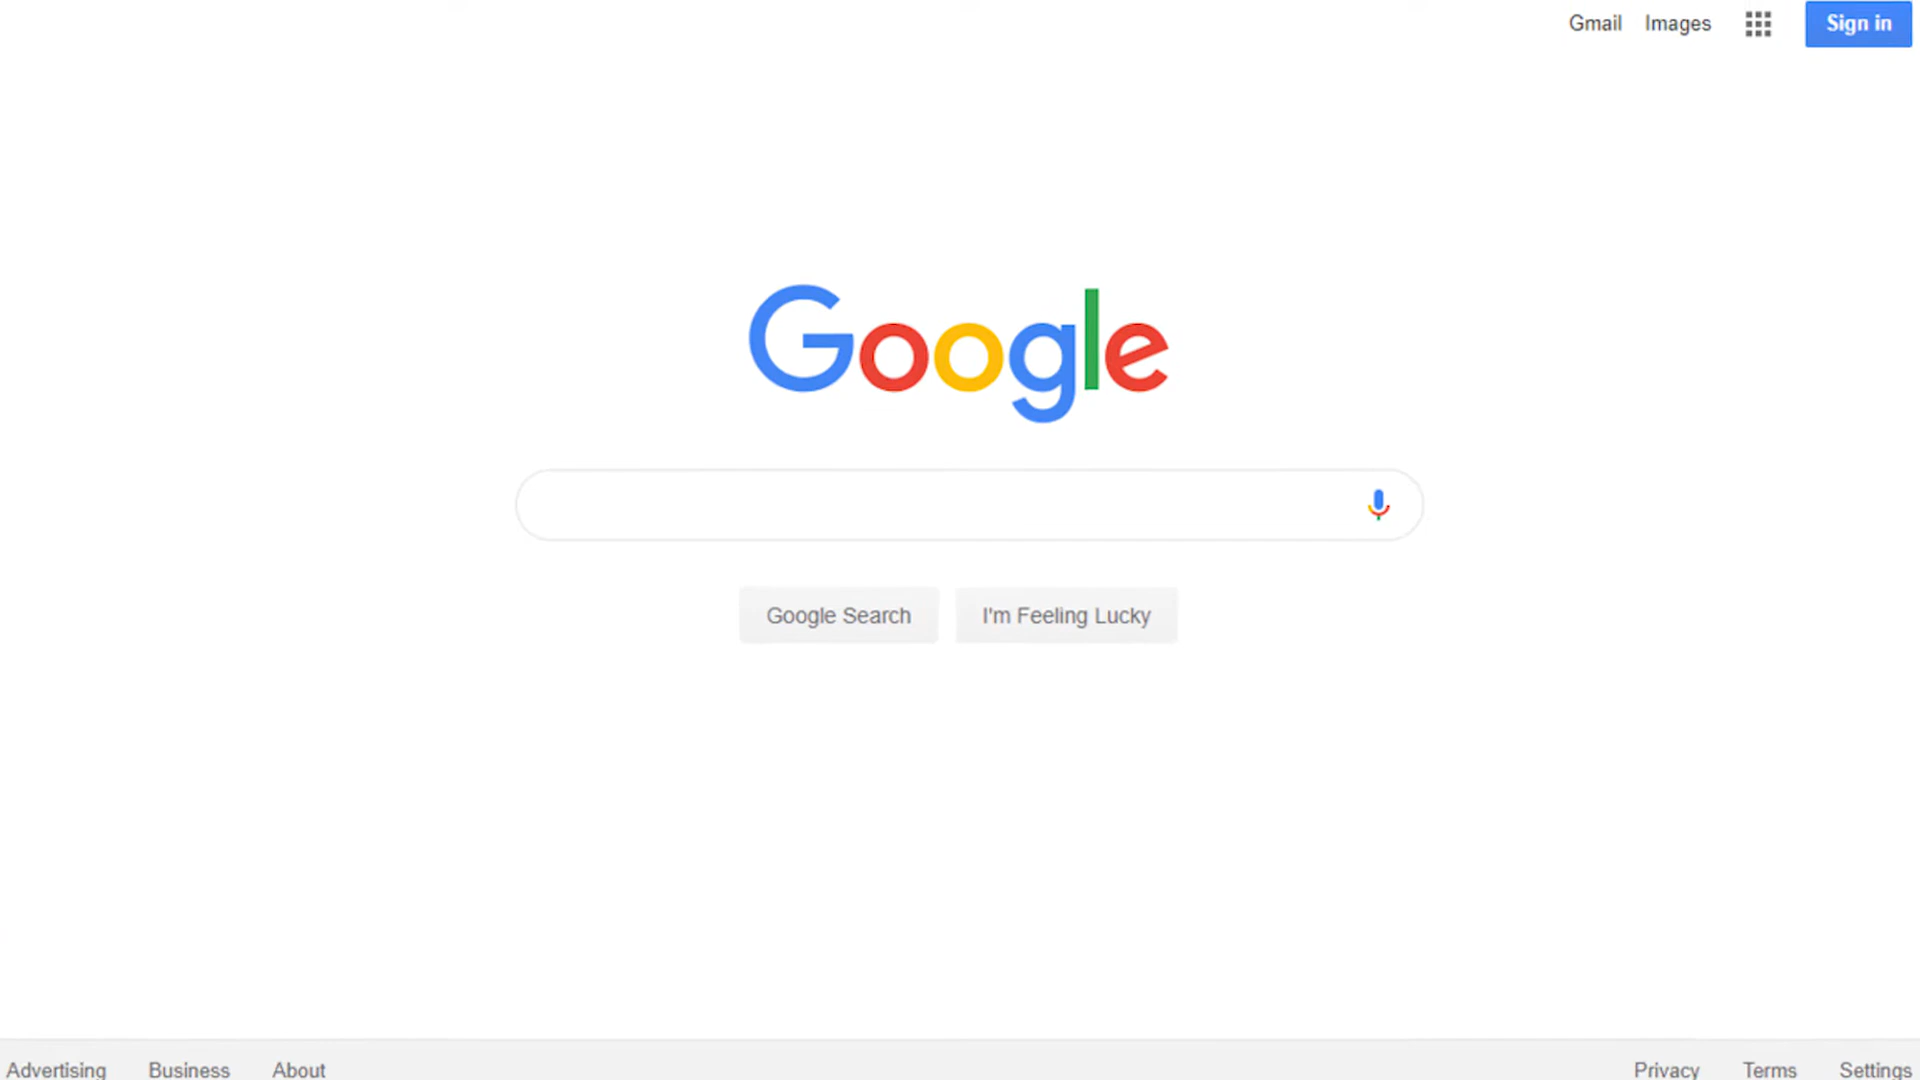 Gmail Images Sign in
Google
Google Search I'm Feeling Lucky
Advertising Business About Privacy Terms Settings